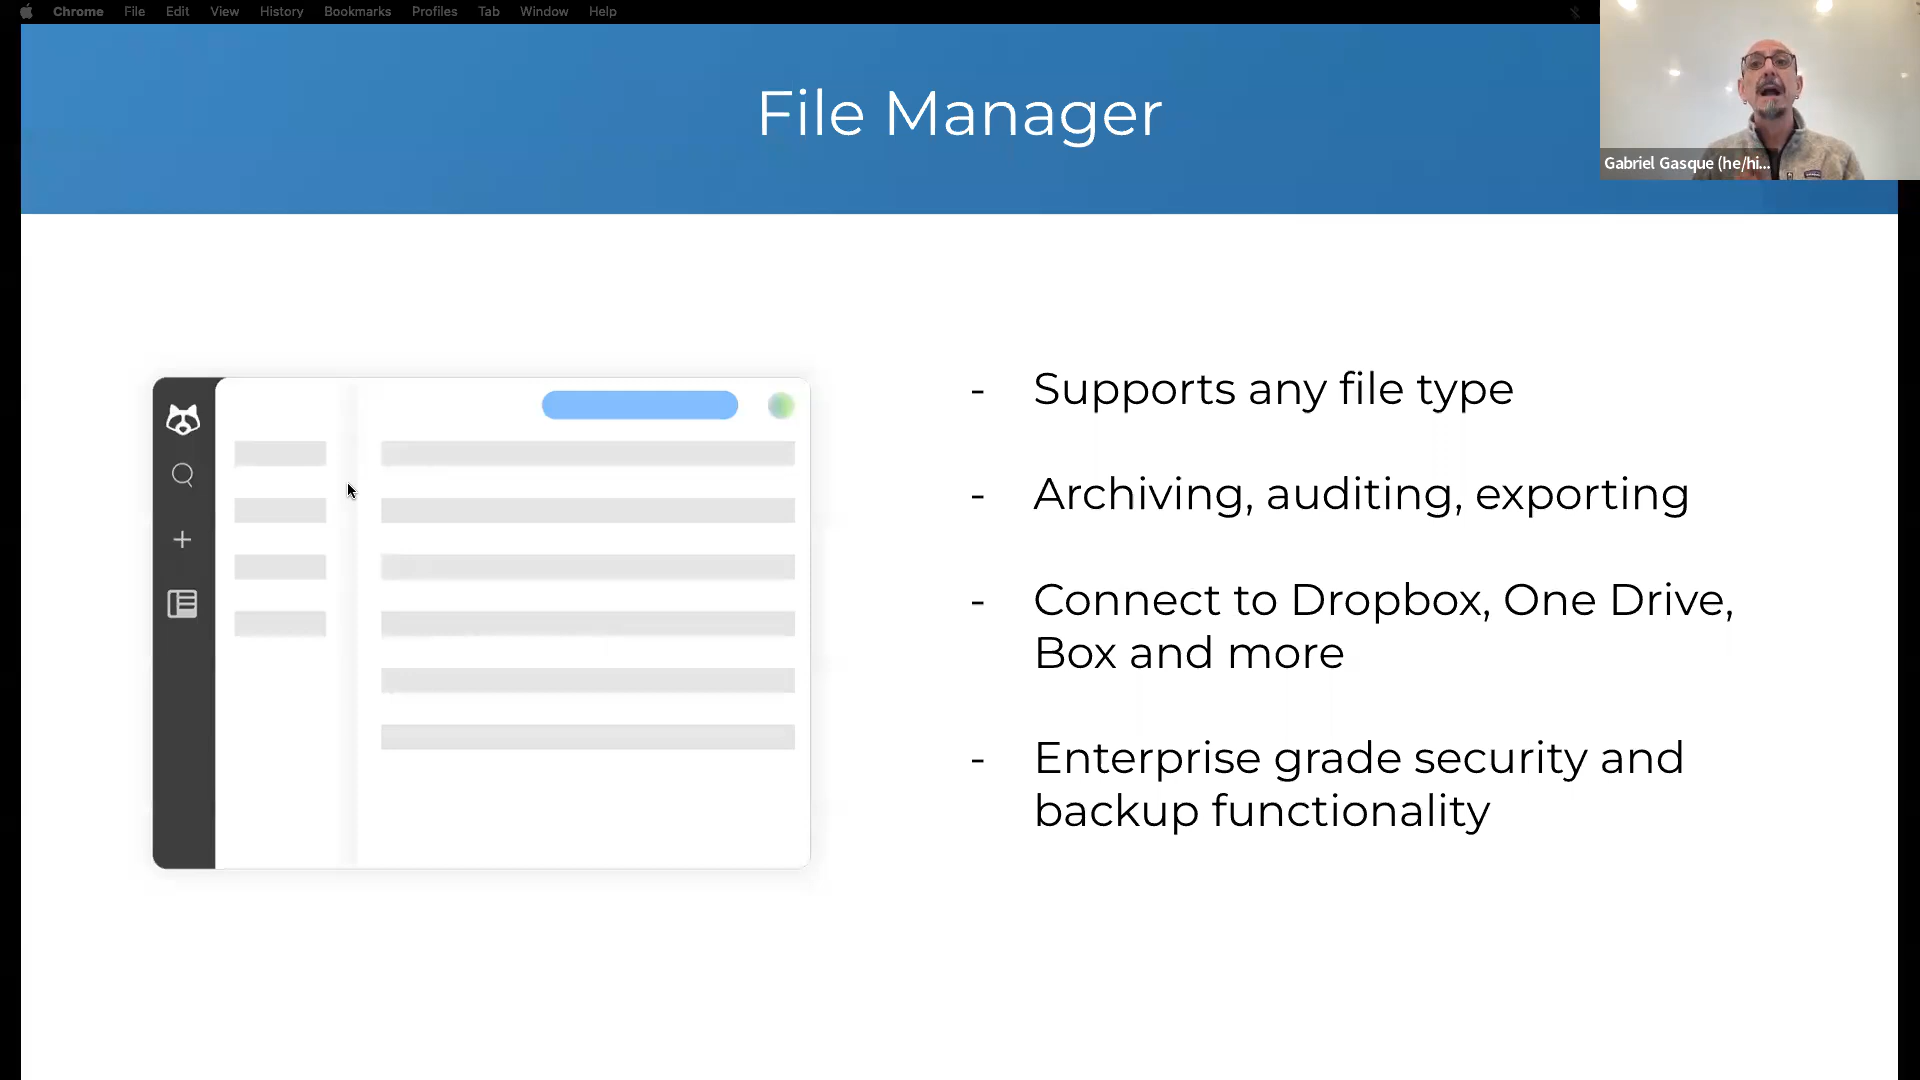 Chrome File Edit View History Bookmarks Profiles Tab Window Help
File Manager
Gabriel Gasque (he/hi...
- Supports any file type
- Archiving, auditing, exporting
- Connect to Dropbox, One Drive,
Box and more
- Enterprise grade security and
backup functionality